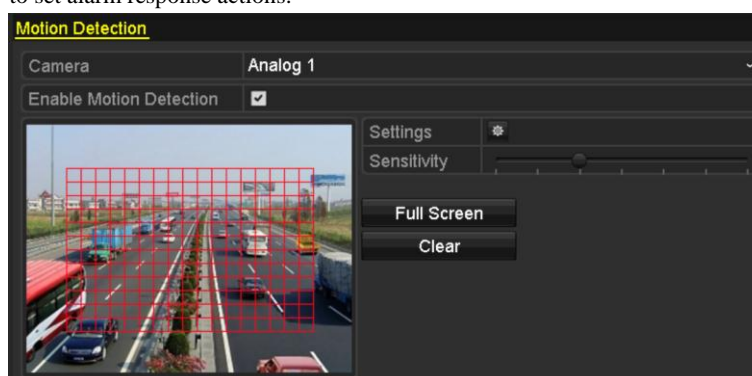 to set alarm response actions.
Motion Detection
Camera Analog 1
Enable Motion Detection
Settings
Sensitivity
Full Screen
Clear